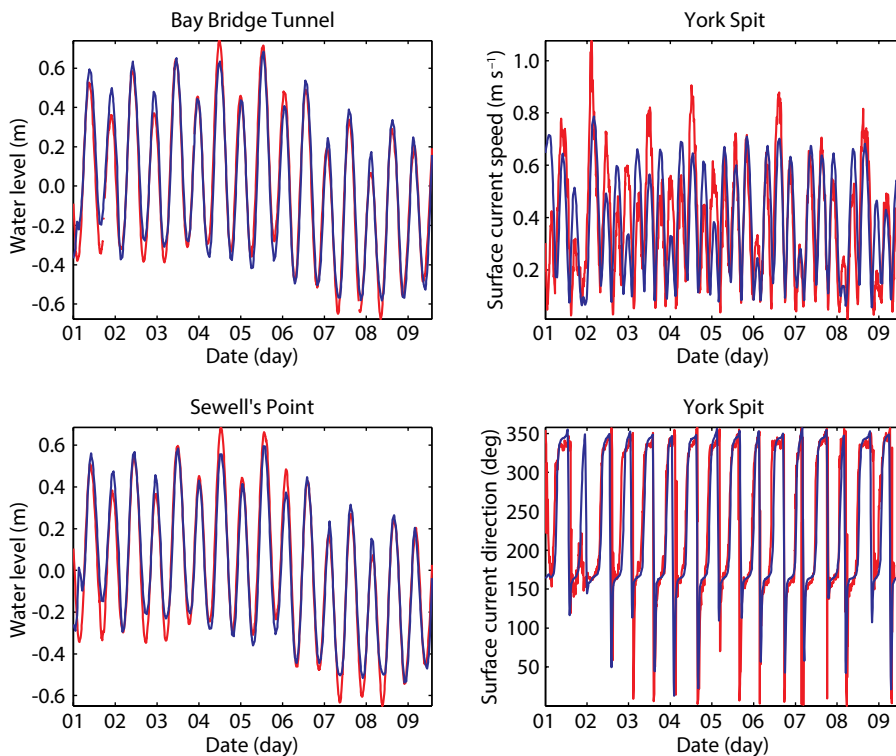 Bay Bridge Tunnel
Water level (m)
0.6
0.4
0.2
0.0
-0.2
-0.4
-0.6
01 02 03 04 05 06 07 08 09
Date (day)
York Spit
Surface current speed (m s⁻¹)
1.0
0.8
0.6
0.4
0.2
01 02 03 04 05 06 07 08 09
Date (day)
Sewell's Point
Water level (m)
0.6
0.4
0.2
0.0
-0.2
-0.4
-0.6
01 02 03 04 05 06 07 08 09
Date (day)
York Spit
Surface current direction (deg)
350
300
250
200
150
100
50
01 02 03 04 05 06 07 08 09
Date (day)